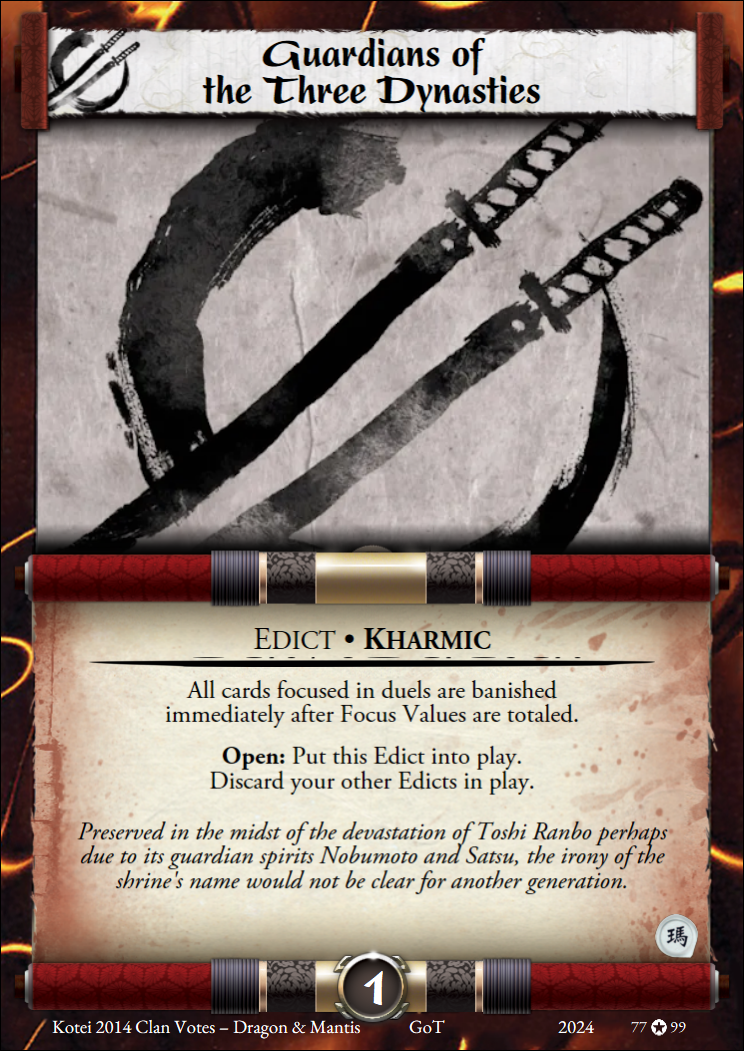 Guardians of
the Three Dynasties
EDICT • KHARMIC
All cards focused in duels are banished
immediately after Focus Values are totaled.
Open: Put this Edict into play.
Discard your other Edicts in play.
Preserved in the midst of the devastation of Toshi Ranbo perhaps
due to its guardian spirits Nobumoto and Satsu, the irony of the
shrine's name would not be clear for another generation.
瑪
1
Kotei 2014 Clan Votes – Dragon & Mantis GoT 2024 77 ✪ 99